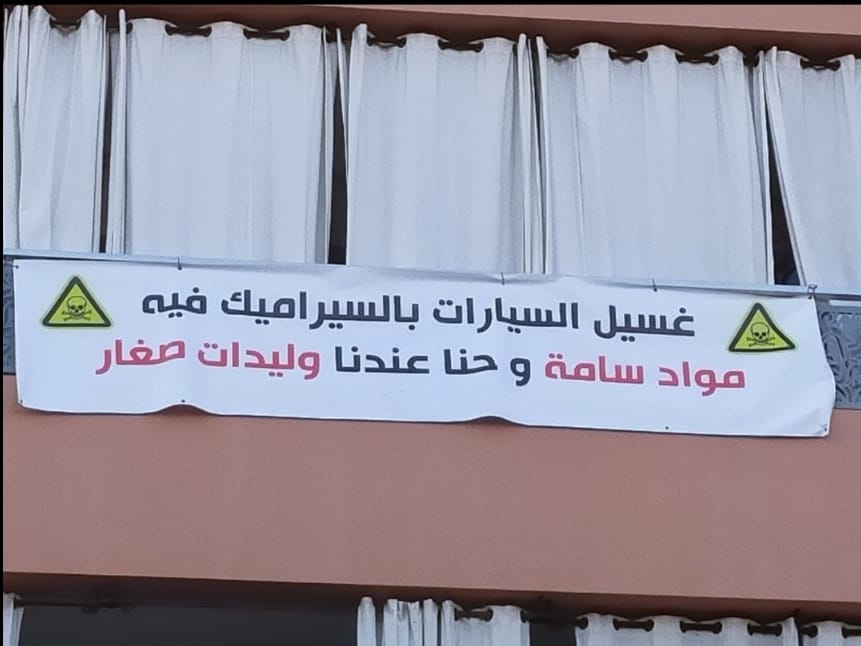 غسيل السيارات بالسيراميك فيه
مواد سامة و حنا عندنا وليدات صغار